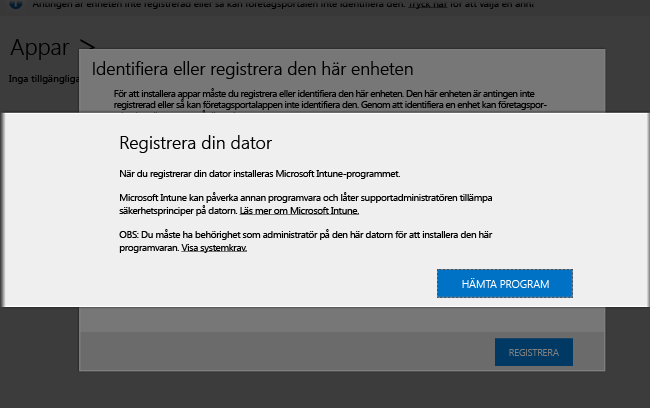 Antingen är enheten inte registrerad eller så kan företagsportalen inte identifiera den. Tryck här för att välja en änn.
Appar >
Inga tillgängliga
Identifiera eller registrera den här enheten
För att installera appar måste du registrera eller identifiera den här enheten. Den här enheten är antingen inte
registrerad eller så kan företagsportalappen inte identifiera den. Genom att identifiera en enhet kan företagspor-
Registrera din dator
När du registrerar din dator installeras Microsoft Intune-programmet.
Microsoft Intune kan påverka annan programvara och låter supportadministratören tillämpa
säkerhetsprinciper på datorn. Läs mer om Microsoft Intune.
OBS: Du måste ha behörighet som administratör på den här datorn för att installera den här
programvaran. Visa systemkrav.
HÄMTA PROGRAM
REGISTRERA